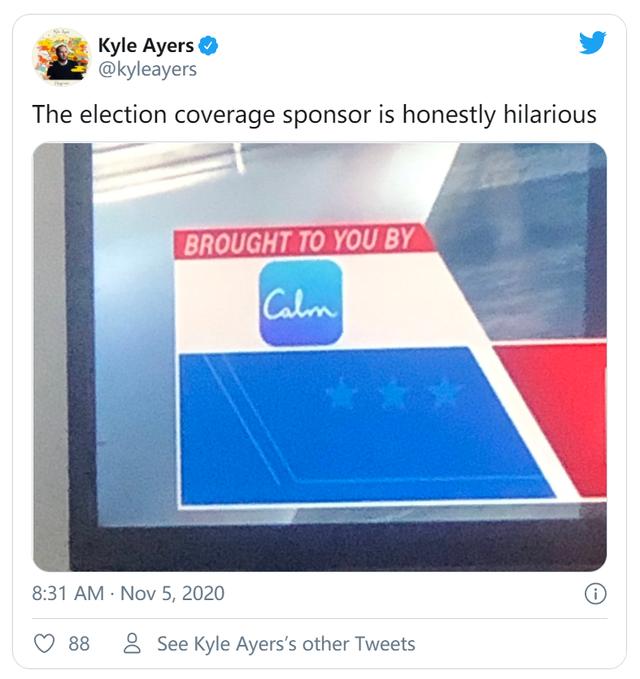 Kyle Ayers
@kyleayers
The election coverage sponsor is honestly hilarious
BROUGHT TO YOU BY
Calm
8:31 AM · Nov 5, 2020
88
See Kyle Ayers's other Tweets